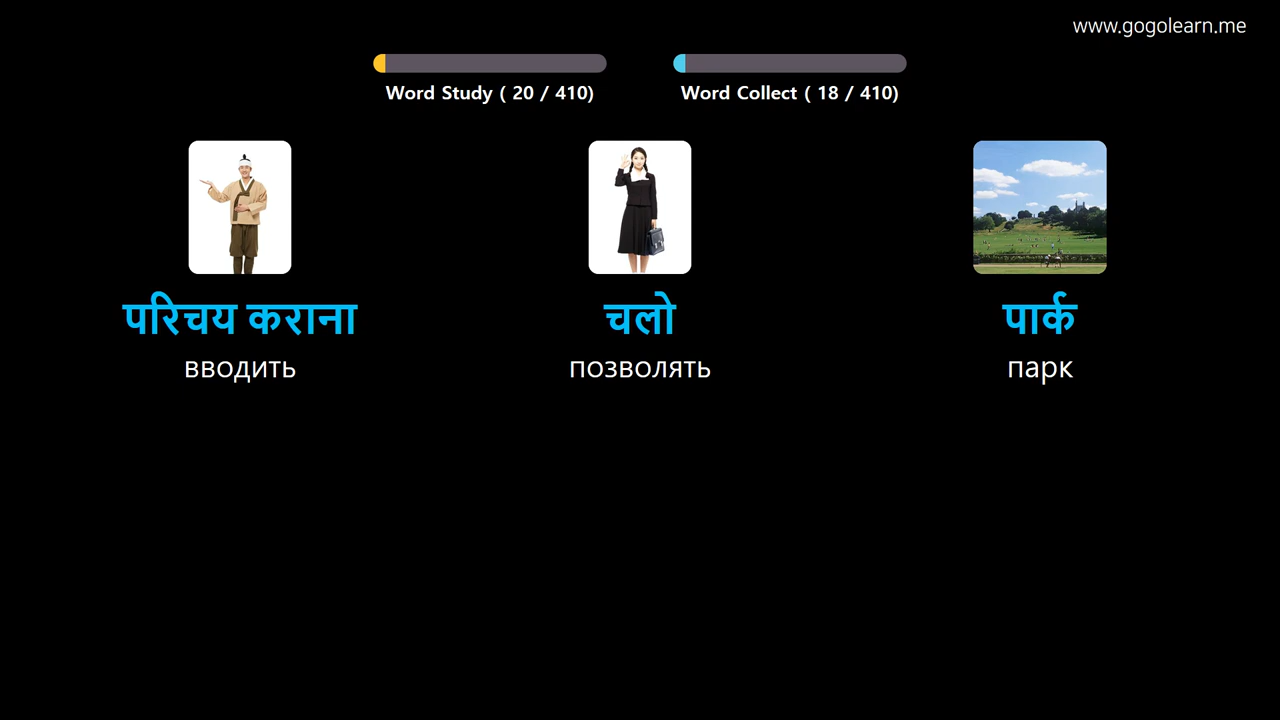 www.gogolearn.me
Word Study ( 20 / 410)
Word Collect ( 18 / 410)
परिचय कराना
вводить
चलो
позволять
पार्क
парк